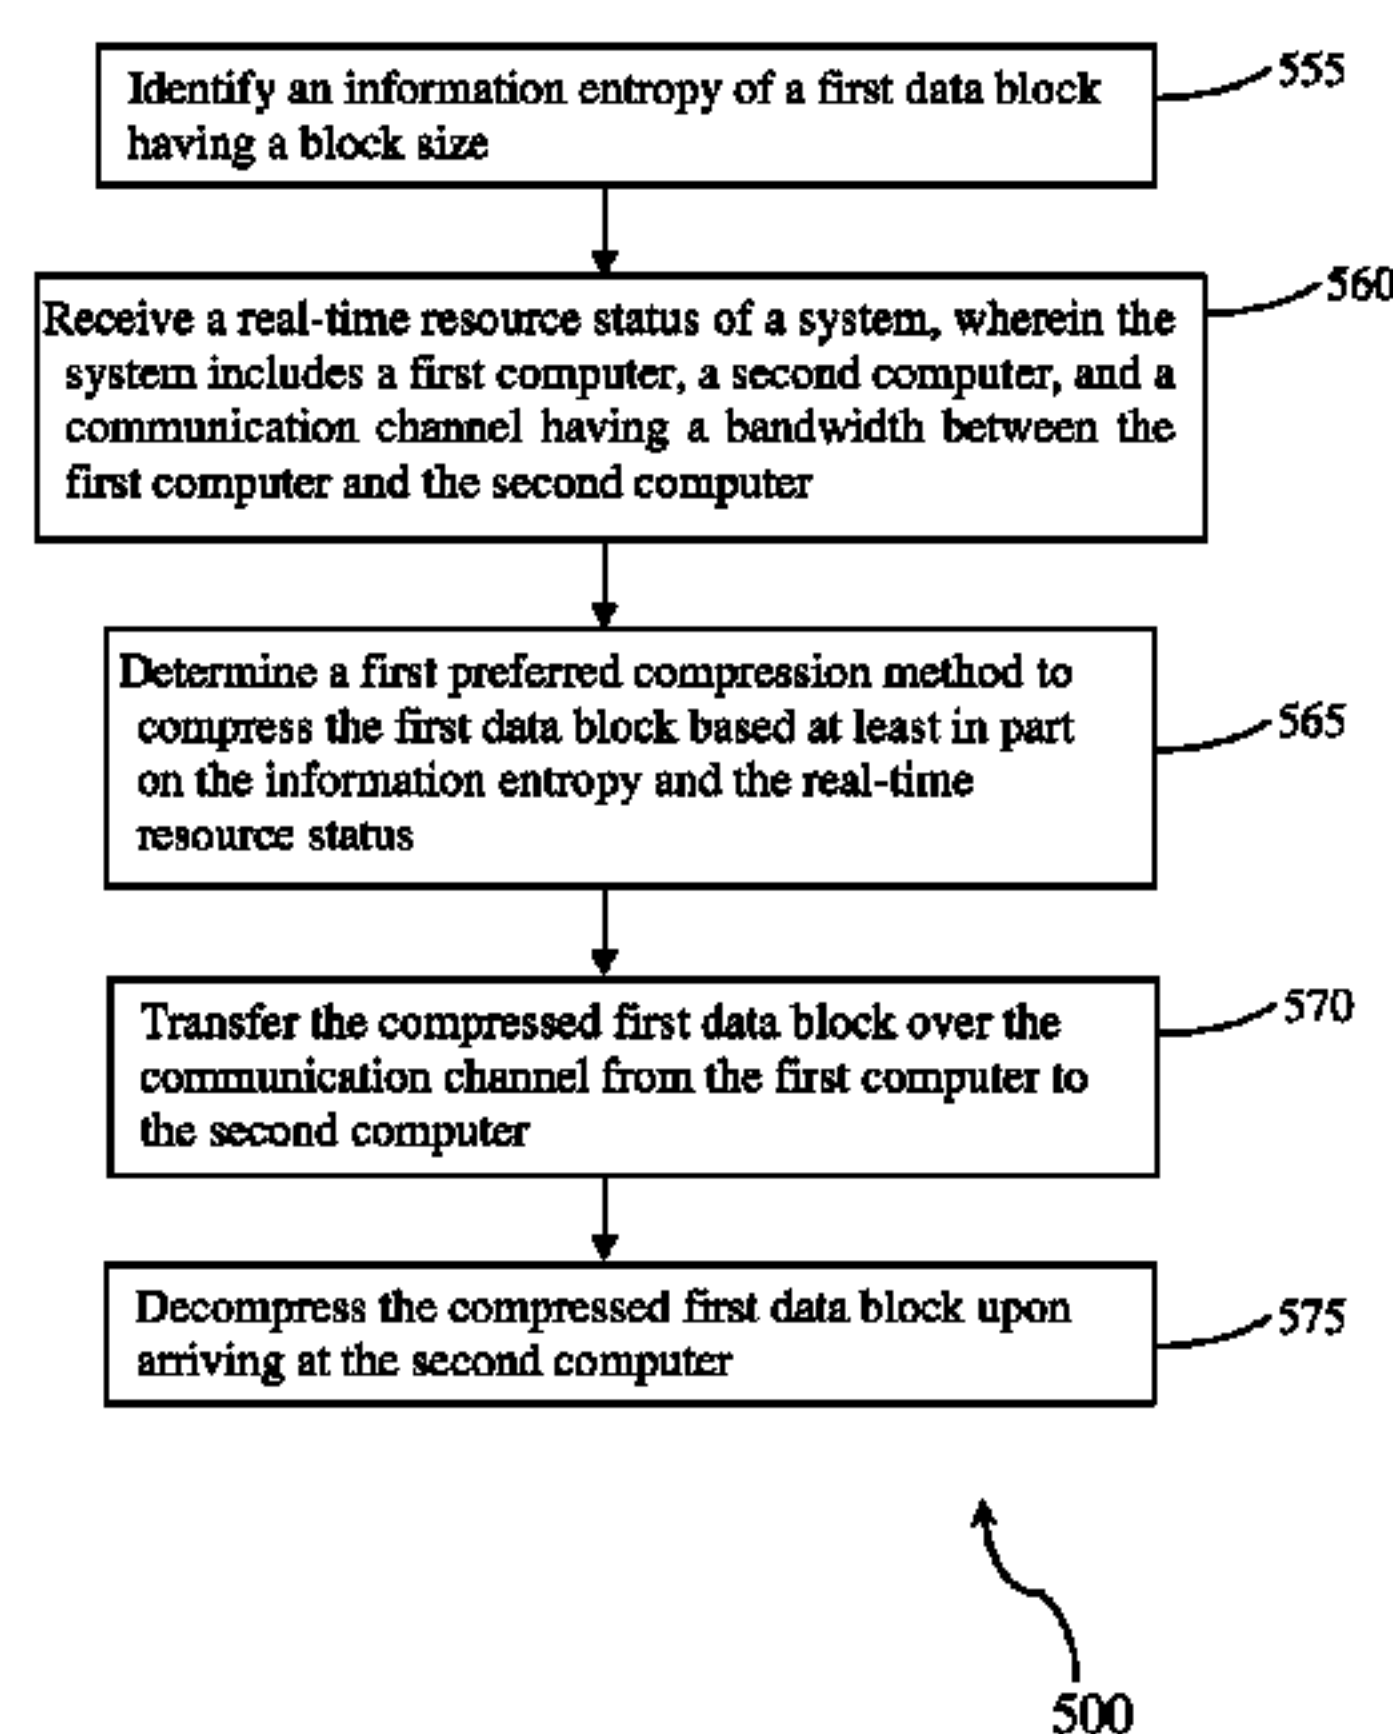 Identify an information entropy of a first data block
having a block size
555
Receive a real-time resource status of a system, wherein the
system includes a first computer, a second computer, and a
communication channel having a bandwidth between the
first computer and the second computer
560
Determine a first preferred compression method to
compress the first data block based at least in part
on the information entropy and the real-time
resource status
565
Transfer the compressed first data block over the
communication channel from the first computer to
the second computer
570
Decompress the compressed first data block upon
arriving at the second computer
575
500